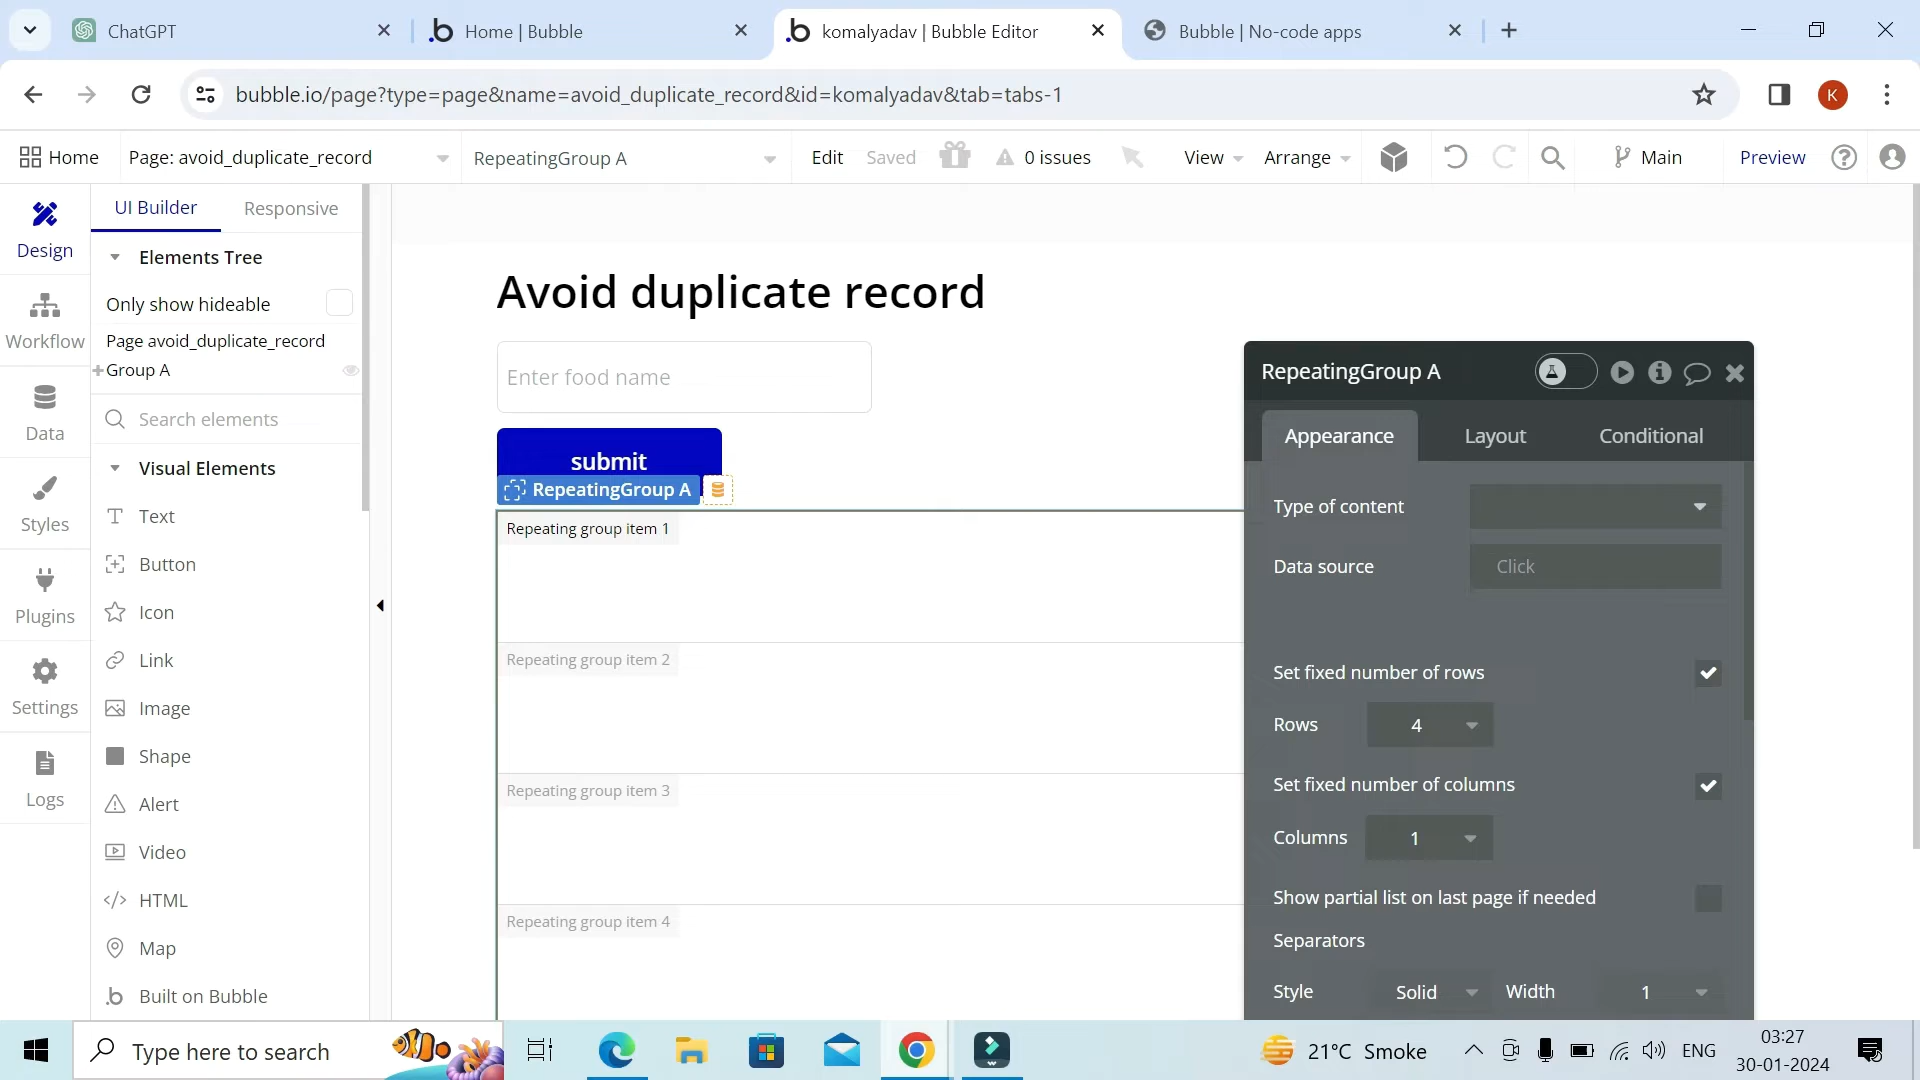 ChatGPT
Home | Bubble
komalyadav | Bubble Editor
Bubble | No-code apps
bubble.io/page?type=page&name=avoid_duplicate_record&id=komalyadav&tab=tabs-1
K
Home
Page: avoid_duplicate_record
RepeatingGroup A
Edit
Saved
0 issues
View
Arrange
Main
Preview
Design
Workflow
Data
Styles
Plugins
Settings
Logs
UI Builder
Responsive
Elements Tree
Only show hideable
Page avoid_duplicate_record
Group A
Search elements
Visual Elements
Text
Button
Icon
Link
Image
Shape
Alert
Video
HTML
Map
Built on Bubble
Avoid duplicate record
Enter food name
submit
RepeatingGroup A
Repeating group item 1
Repeating group item 2
Repeating group item 3
Repeating group item 4
RepeatingGroup A
Appearance
Layout
Conditional
Type of content
Data source
Click
Set fixed number of rows
Rows
4
Set fixed number of columns
Columns
1
Show partial list on last page if needed
Separators
Style
Solid
Width
1
Type here to search
21°C Smoke
ENG
03:27
30-01-2024